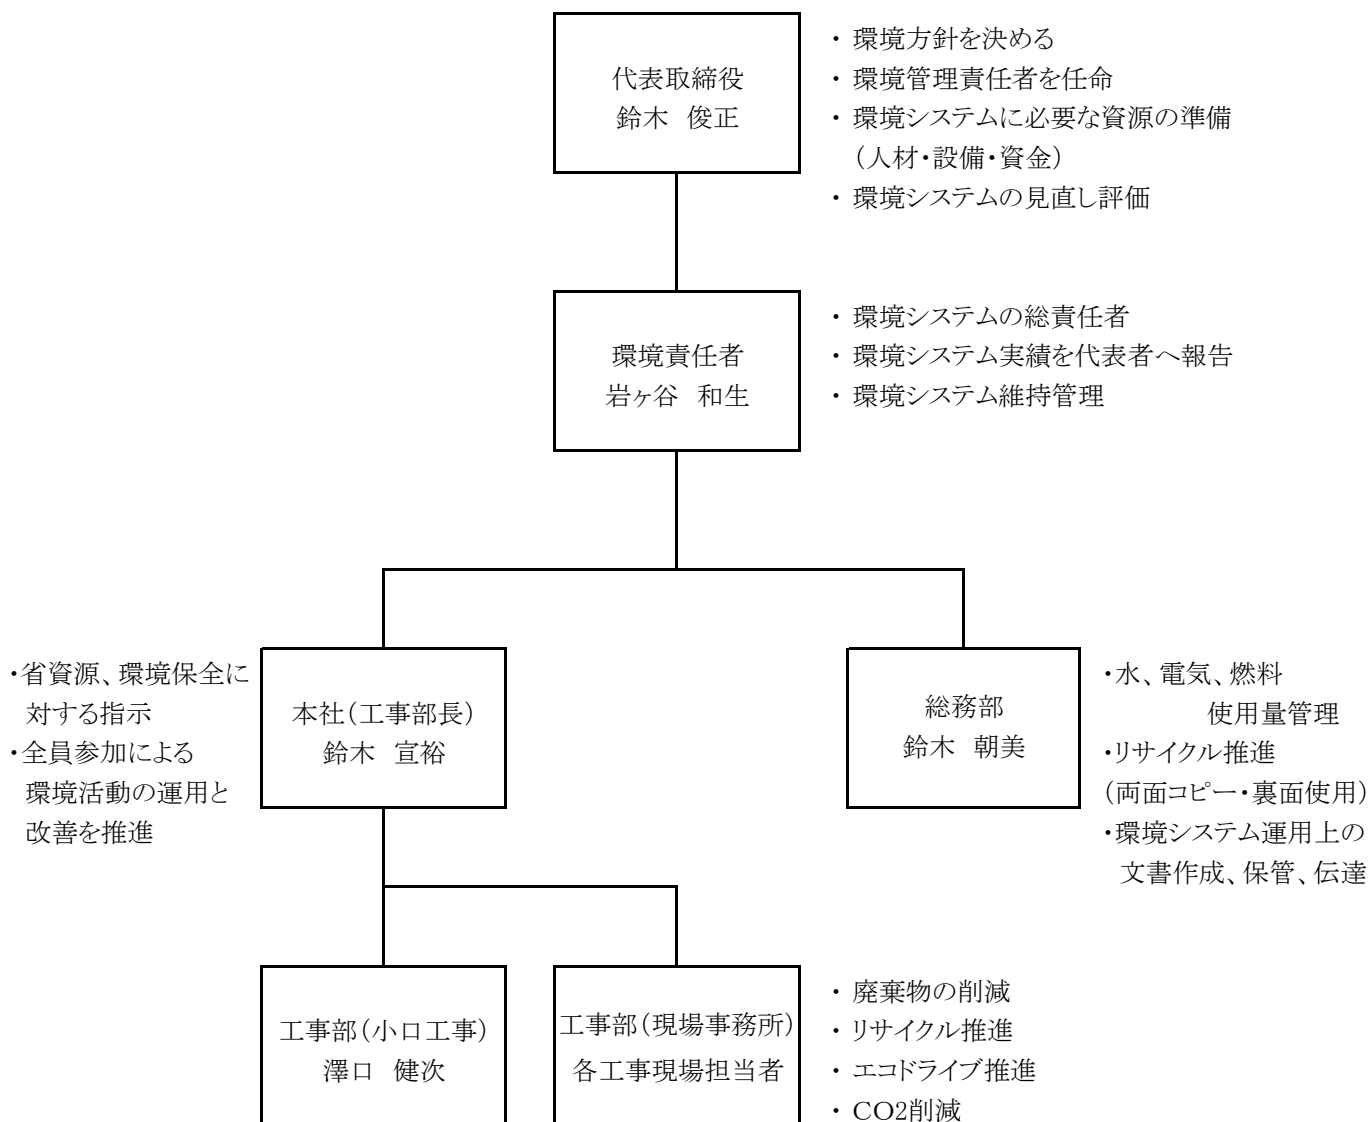 代表取締役
鈴木 俊正
・ 環境方針を決める
・ 環境管理責任者を任命
・ 環境システムに必要な資源の準備
（人材・設備・資金）
・ 環境システムの見直し評価
環境責任者
岩ヶ谷 和生
・ 環境システムの総責任者
・ 環境システム実績を代表者へ報告
・ 環境システム維持管理
・省資源、環境保全に
対する指示
・全員参加による
環境活動の運用と
改善を推進
本社（工事部長）
鈴木 宣裕
総務部
鈴木 朝美
・水、電気、燃料
使用量管理
・リサイクル推進
（両面コピー・裏面使用）
・環境システム運用上の
文書作成、保管、伝達
工事部（小口工事）
澤口 健次
工事部（現場事務所）
各工事現場担当者
・ 廃棄物の削減
・ リサイクル推進
・ エコドライブ推進
・ CO2削減